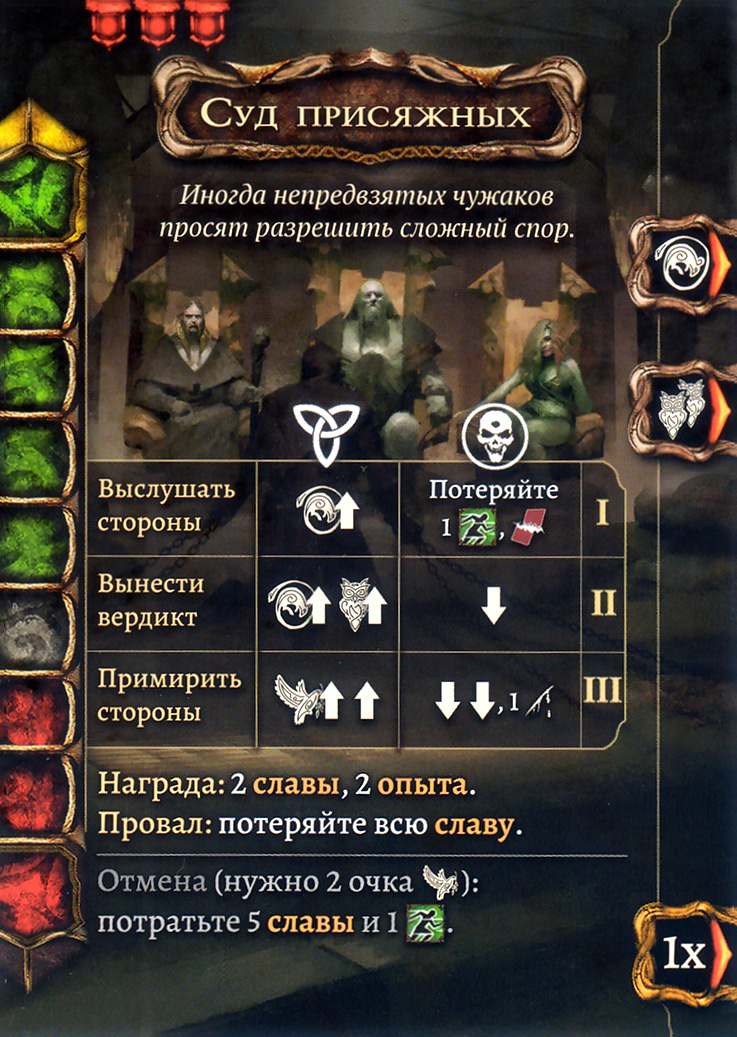 Суд присяжных
Иногда непредвзятых чужаков
просят разрешить сложный спор.
Выслушать
стороны
Потеряйте
1 ,
I
Вынести
вердикт
II
Примирить
стороны
, 1
III
Награда: 2 славы, 2 опыта.
Провал: потеряйте всю славу.
Отмена (нужно 2 очка ):
потратьте 5 славы и 1 .
1x